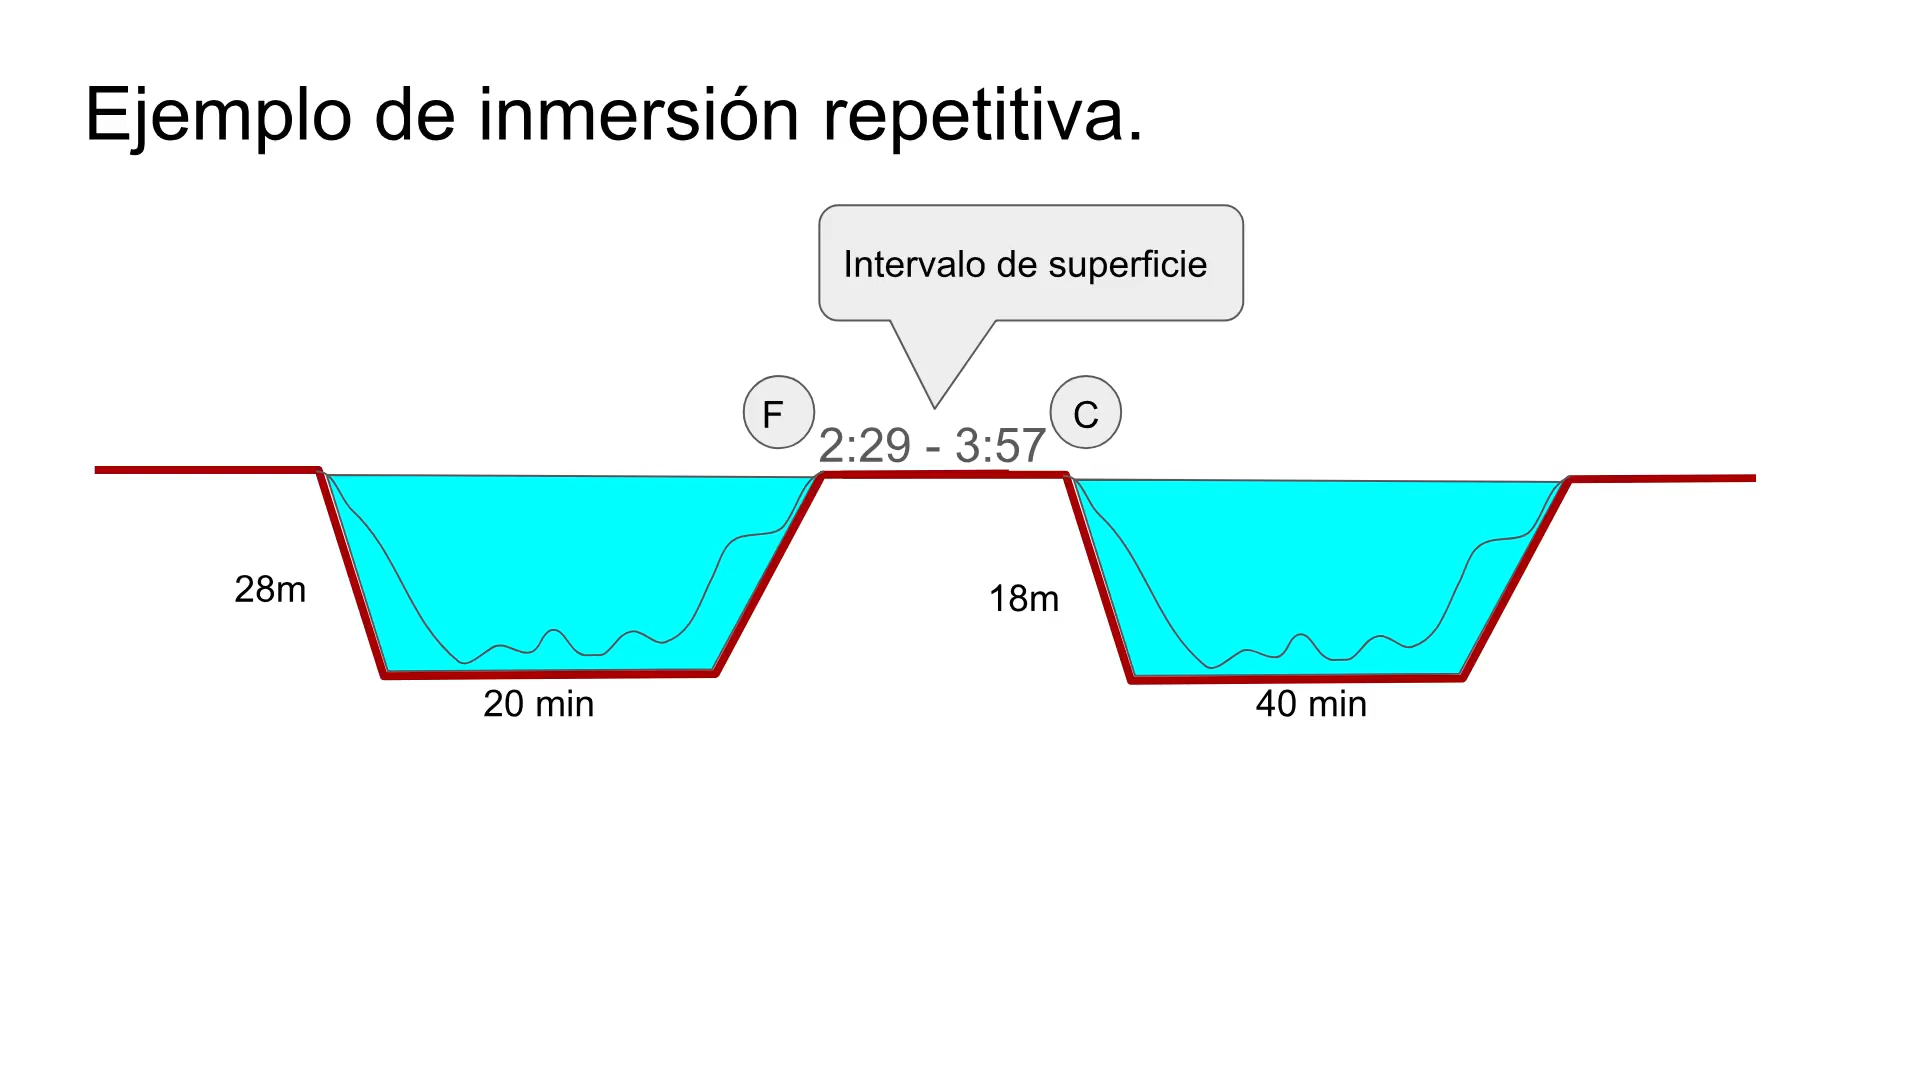 Ejemplo de inmersión repetitiva.
Intervalo de superficie
F
2:29 - 3:57
C
28m
18m
20 min
40 min